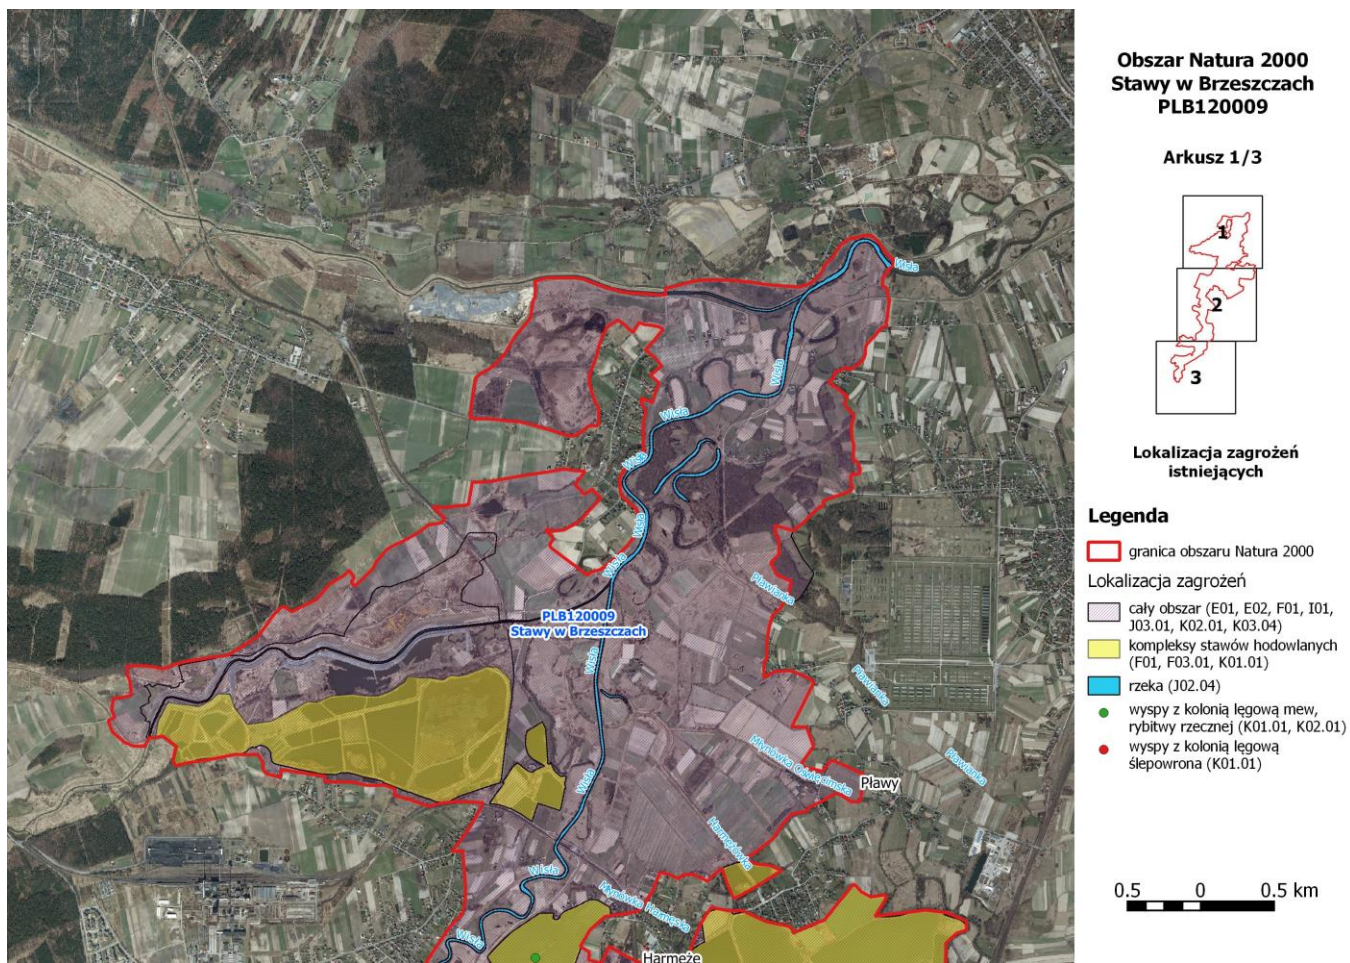 Obszar Natura 2000
Stawy w Brzeszczach
PLB120009
Arkusz 1/3
1
2
3
Lokalizacja zagrożeń
istniejących
Legenda
granica obszaru Natura 2000
Lokalizacja zagrożeń
cały obszar (E01, E02, F01, I01,
J03.01, K02.01, K03.04)
kompleksy stawów hodowlanych
(F01, F03.01, K01.01)
rzeka (J02.04)
wyspy z kolonią lęgową mew,
rybitwy rzecznej (K01.01, K02.01)
wyspy z kolonią lęgową
ślepowrona (K01.01)
0.5 0 0.5 km
Wisła
Wisła
Wisła
Wisła
Wisła
Wisła
PLB120009
Stawy w Brzeszczach
Wisła
Pławianka
Pławianka
Pławianka
Młynówka Oświęcimska
Pławy
Wisła
Harmężówka
Wisła
Młynówka Harmęska
Wisła
Harmęże